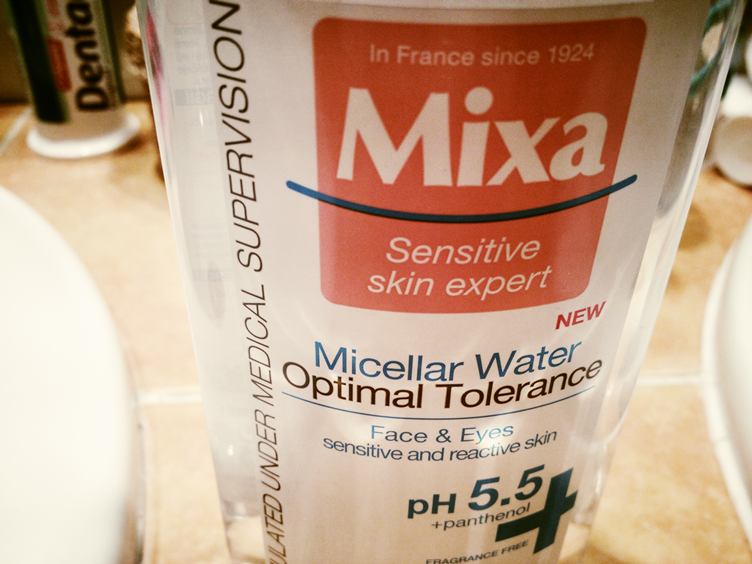 In France since 1924
Mixa
Sensitive
skin expert
NEW
Micellar Water
Optimal Tolerance
Face & Eyes
sensitive and reactive skin
pH 5.5
+panthenol
FRAGRANCE FREE
ULATED UNDER MEDICAL SUPERVISION
Denta